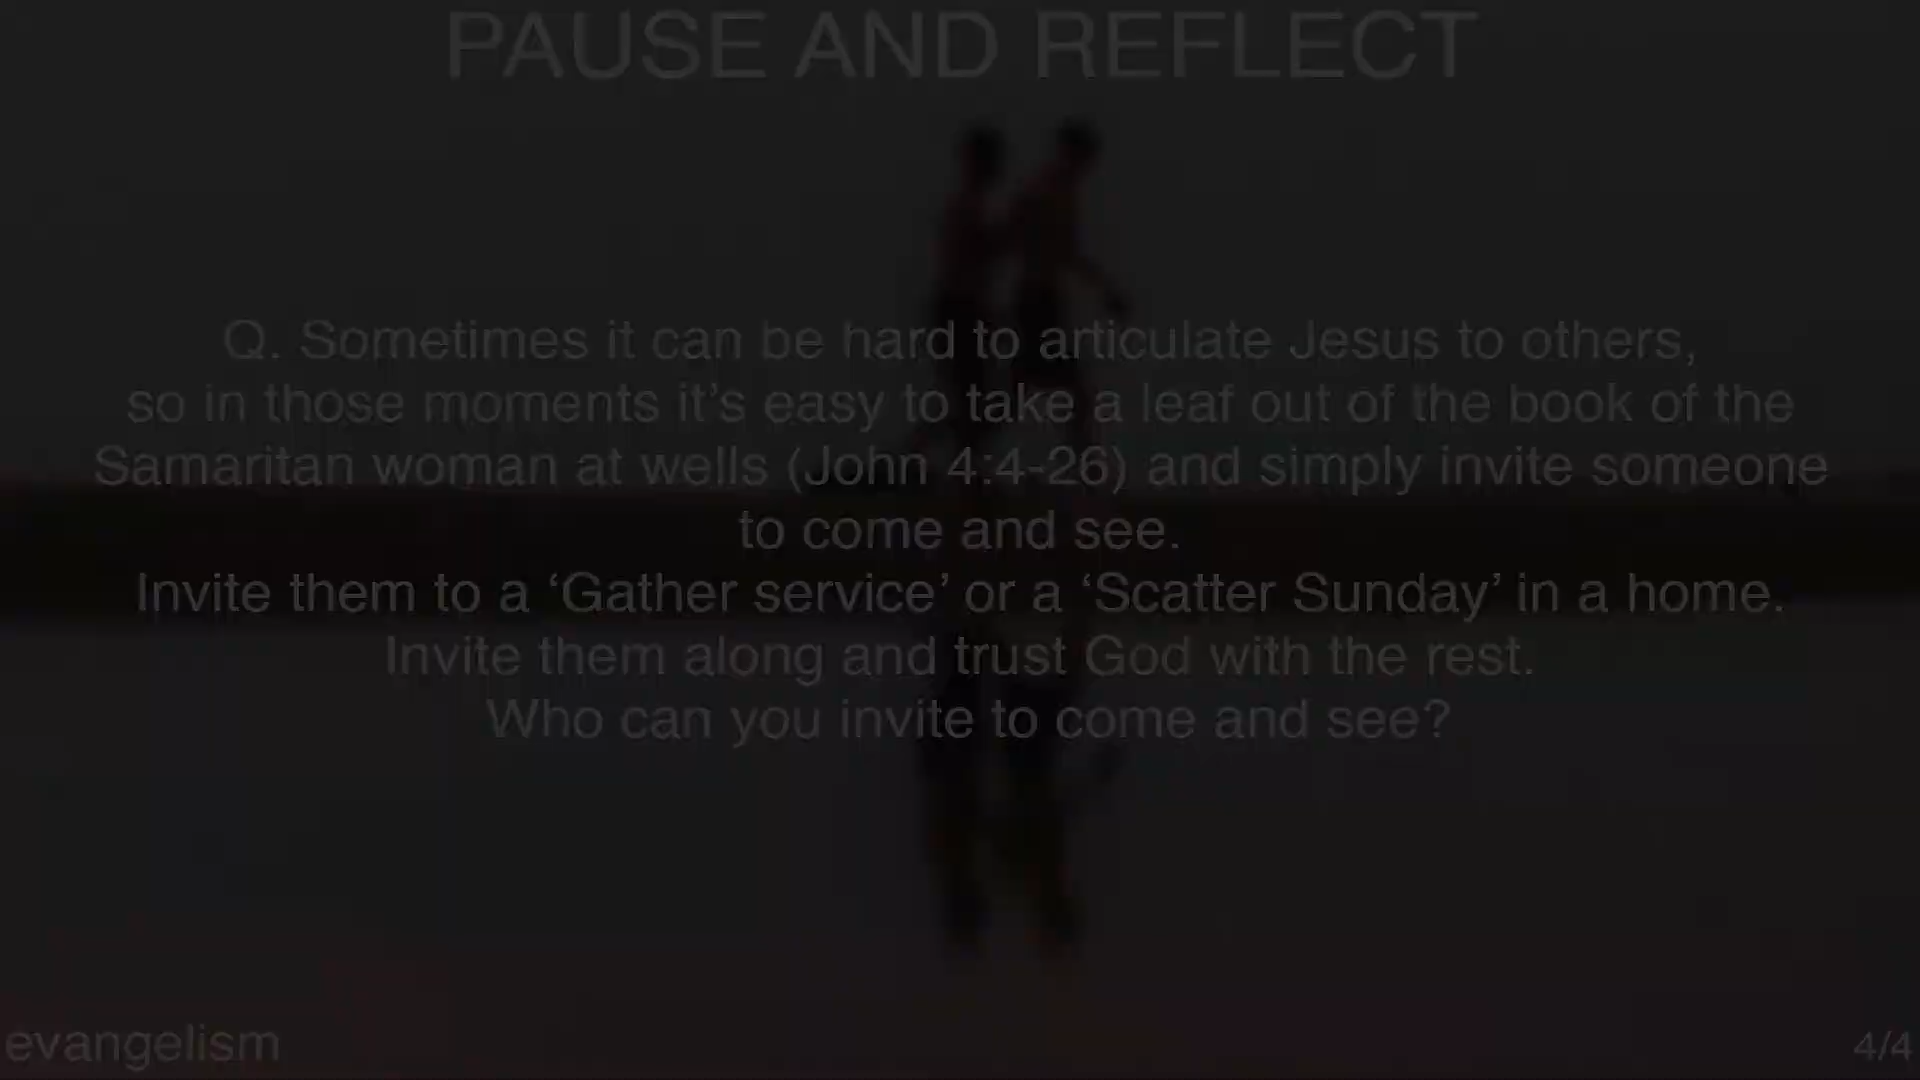 PAUSE AND REFLECT
Q. Sometimes it can be hard to articulate Jesus to others,
so in those moments it’s easy to take a leaf out of the book of the
Samaritan woman at wells (John 4:4-26) and simply invite someone
to come and see.
Invite them to a ‘Gather service’ or a ‘Scatter Sunday’ in a home.
Invite them along and trust God with the rest.
Who can you invite to come and see?
evangelism
4/4